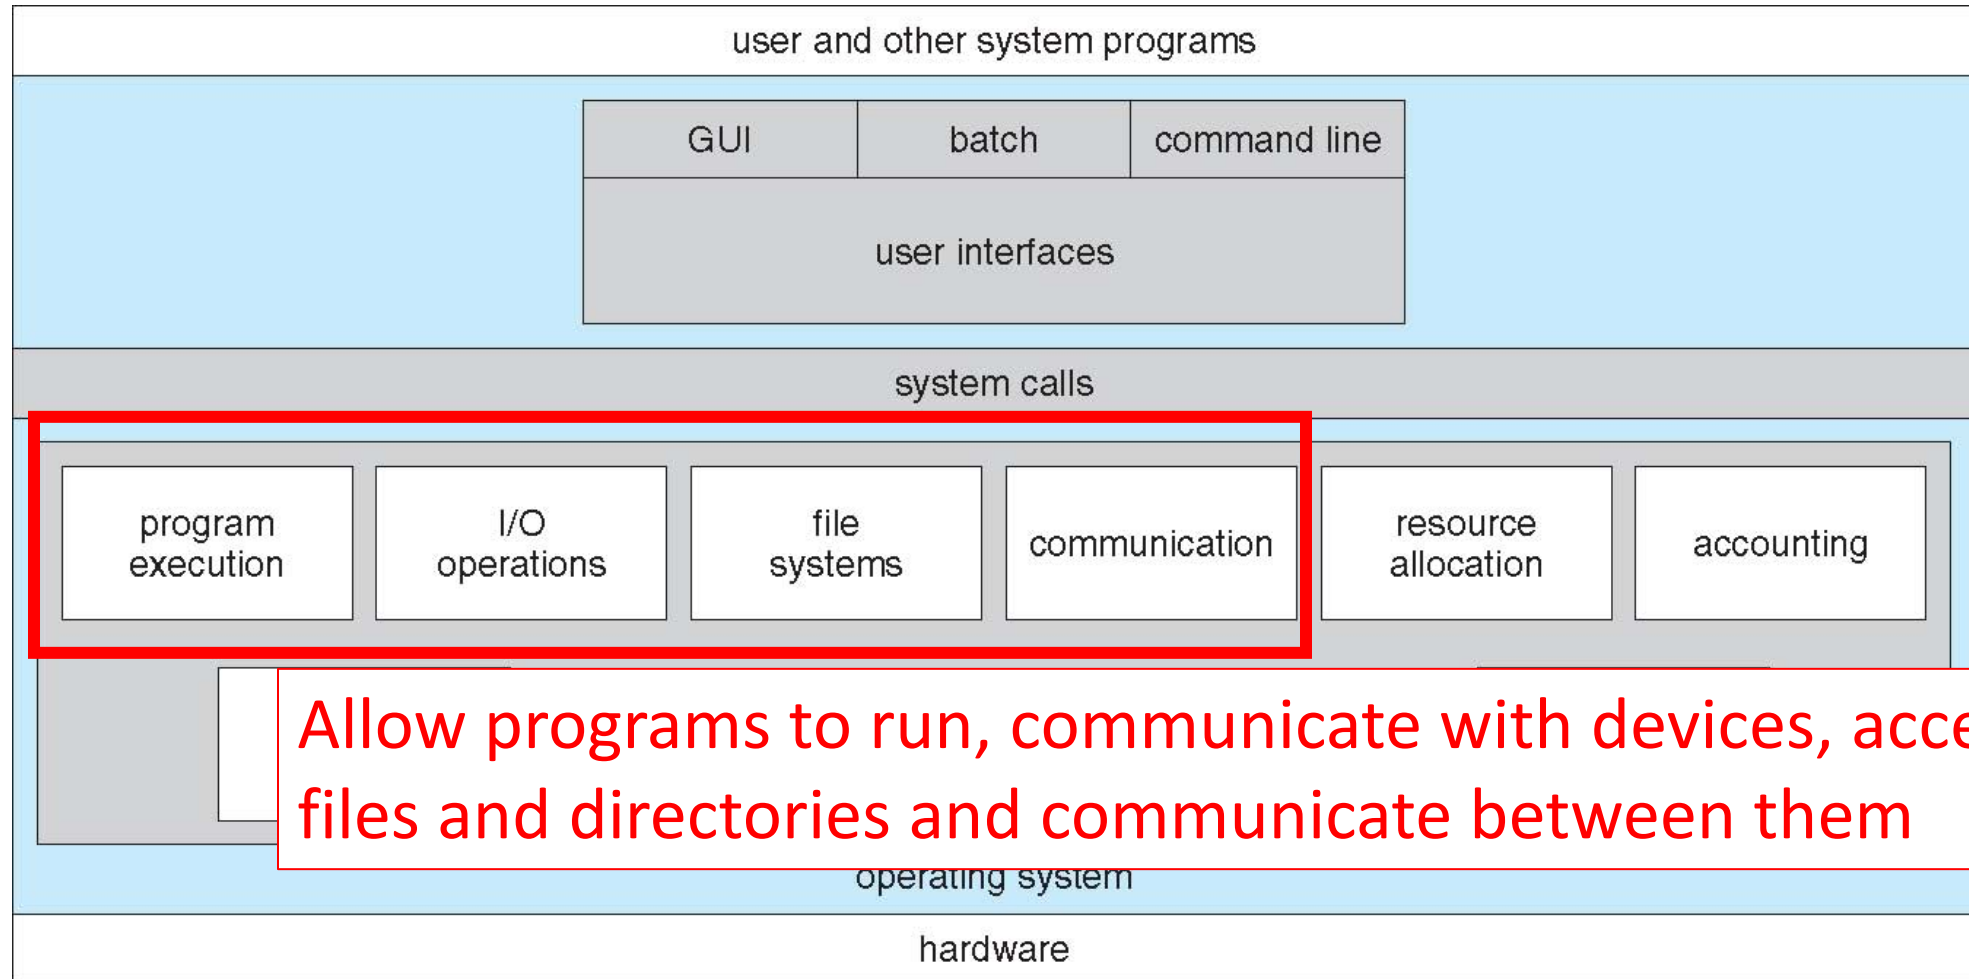 user and other system programs
GUI batch command line
user interfaces
system calls
program
execution
I/O
operations
file
systems
communication
resource
allocation
accounting
Allow programs to run, communicate with devices,
files and directories and communicate between them
operating system
hardware